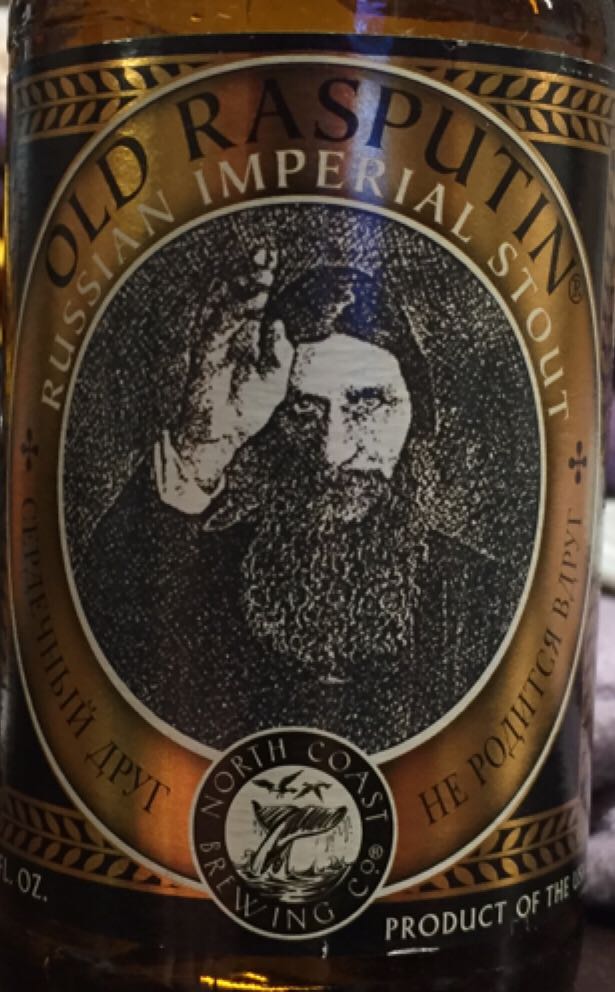 OLD RASPUTIN®
RUSSIAN IMPERIAL STOUT
СЕРДЕЧНЫЙ ДРУГ
НЕ РОДИТСЯ ВДРУГ
NORTH COAST
BREWING CO.®
FL. OZ.
PRODUCT OF THE